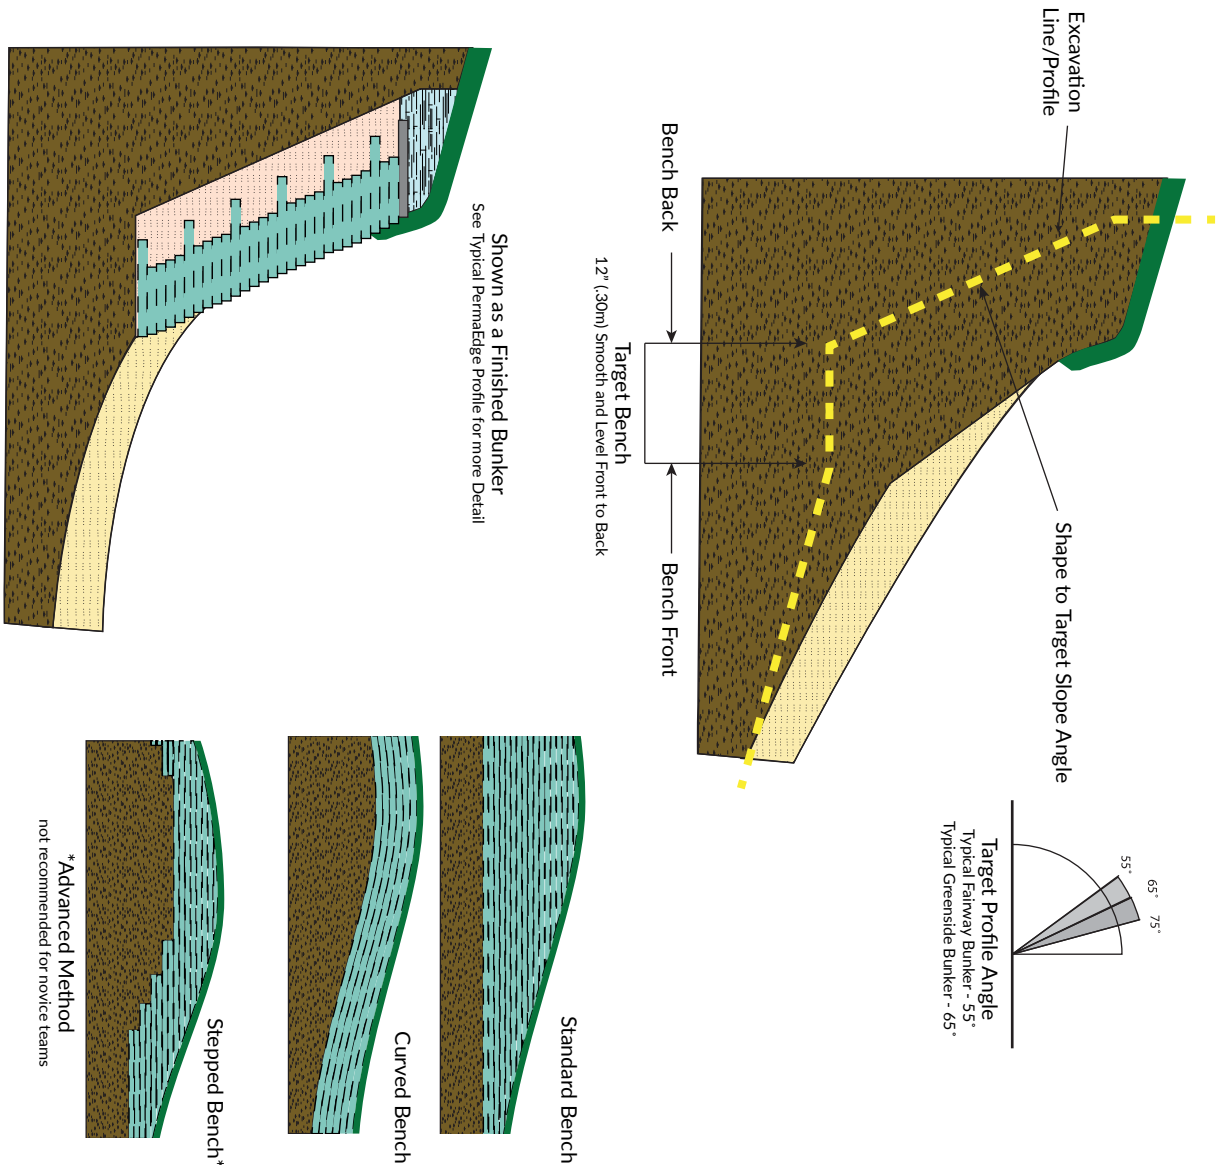 Excavation
Line/Profile
Bench Back
Target Bench
12” (.30m) Smooth and Level Front to Back
Bench Front
Shape to Target Slope Angle
55°
65°
75°
Target Profile Angle
Typical Fairway Bunker - 55°
Typical Greenside Bunker - 65°
Shown as a Finished Bunker
See Typical PermaEdge Profile for more Detail
Standard Bench
Curved Bench
Stepped Bench*
*Advanced Method
not recommended for novice teams